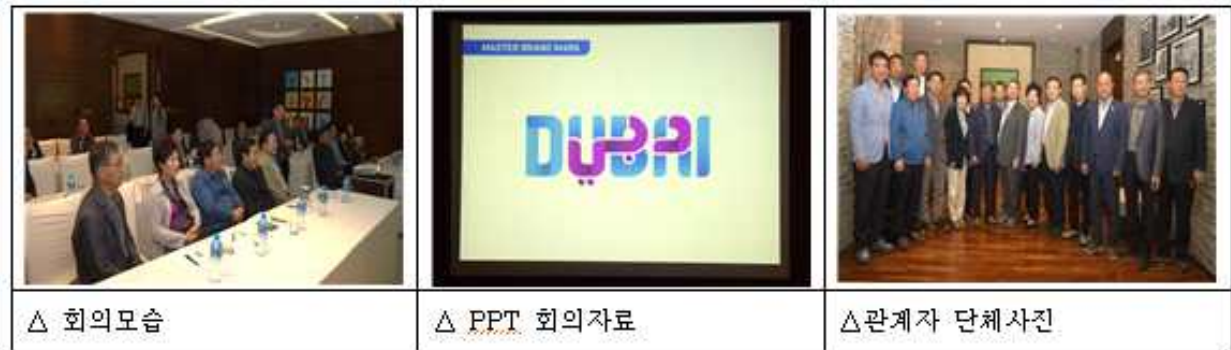 MASTER BRAND MARK
DUBAI
دبي
△ 회의모습
△ PPT 회의자료
△관계자 단체사진